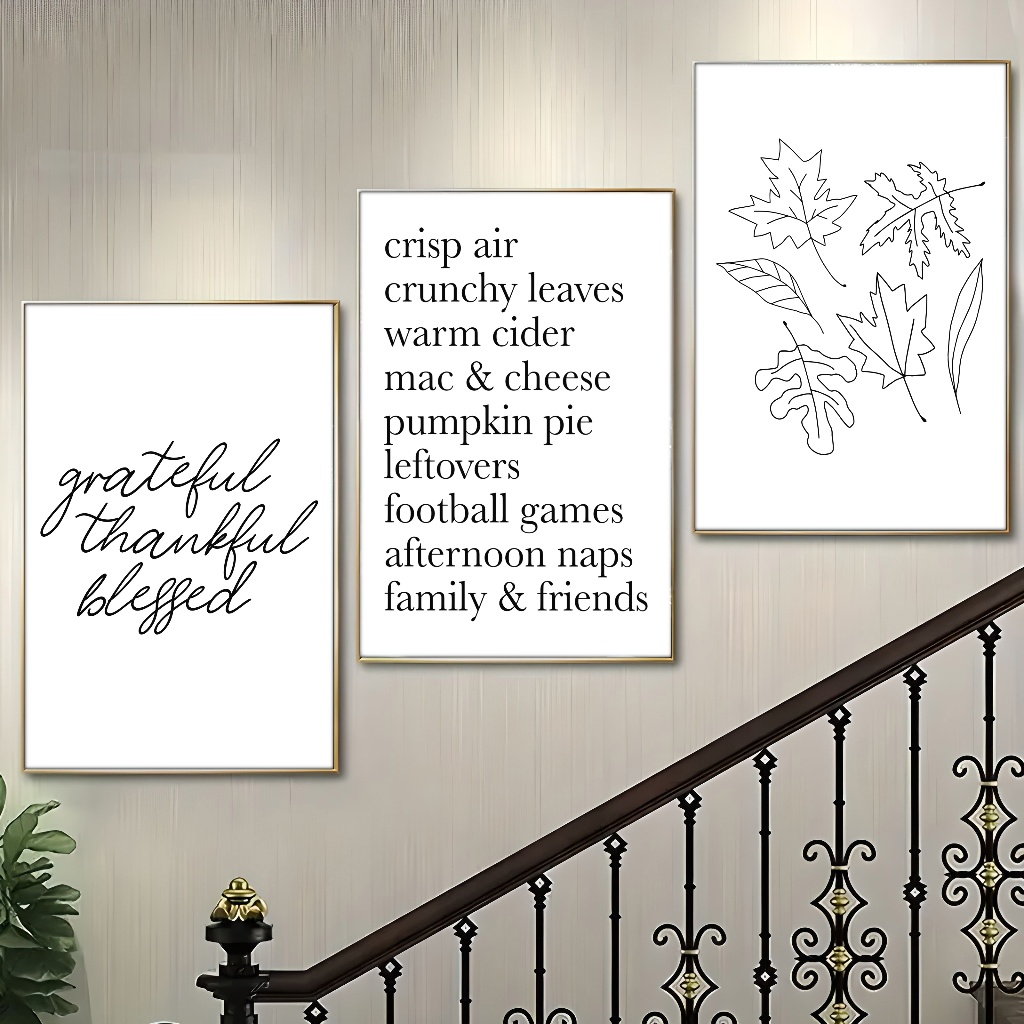 grateful
thankful
blessed
crisp air
crunchy leaves
warm cider
mac & cheese
pumpkin pie
leftovers
football games
afternoon naps
family & friends